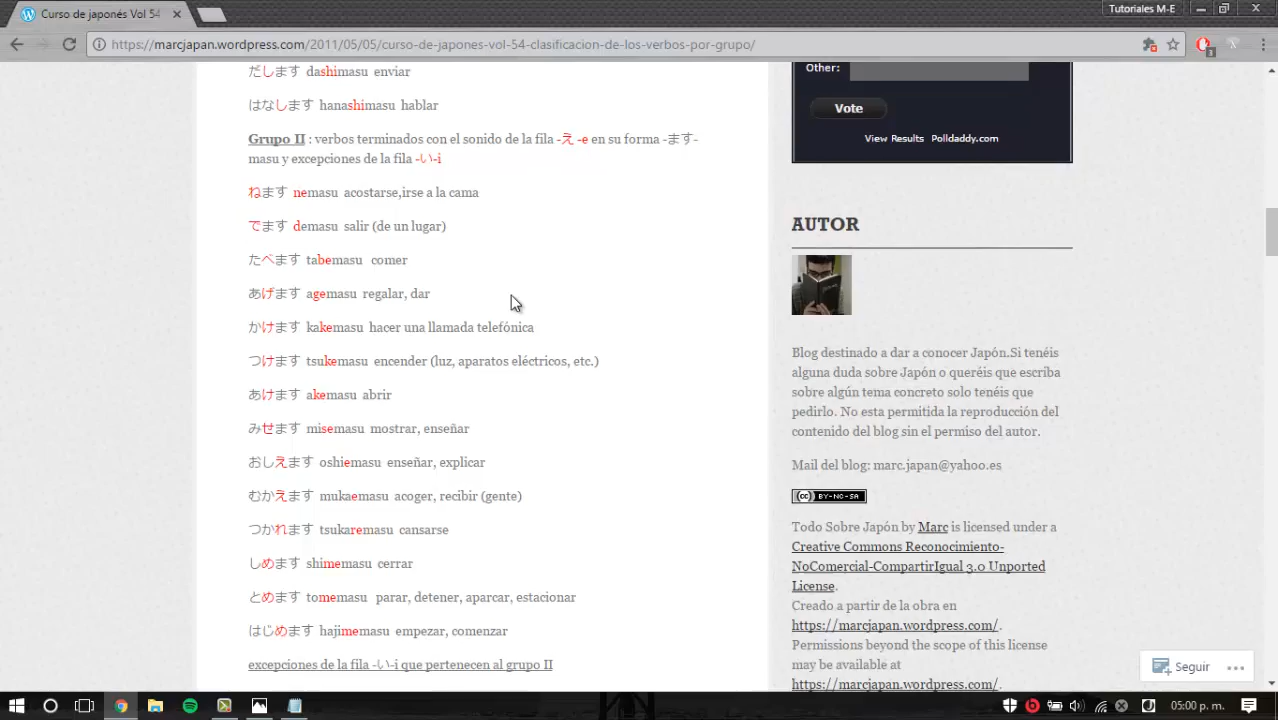 Curso de japonés Vol 54
Tutoriales M-E
https://marcjapan.wordpress.com/2011/05/05/curso-de-japones-vol-54-clasificacion-de-los-verbos-por-grupo/
1
だします dashimasu enviar
はなします hanashimasu hablar
Grupo II : verbos terminados con el sonido de la fila -え -e en su forma -ます-
masu y excepciones de la fila -い-i
ねます nemasu acostarse,irse a la cama
でます demasu salir (de un lugar)
たべます tabemasu comer
あげます agemasu regalar, dar
かけます kakemasu hacer una llamada telefónica
つけます tsukemasu encender (luz, aparatos eléctricos, etc.)
あけます akemasu abrir
みせます misemasu mostrar, enseñar
おしえます oshiemasu enseñar, explicar
むかえます mukaemasu acoger, recibir (gente)
つかれます tsukaremasu cansarse
しめます shimemasu cerrar
とめます tomemasu parar, detener, aparcar, estacionar
はじめます hajimemasu empezar, comenzar
excepciones de la fila -い-i que pertenecen al grupo II
Other:
Vote
View Results Polldaddy.com
AUTOR
Blog destinado a dar a conocer Japón.Si tenéis
alguna duda sobre Japón o queréis que escriba
sobre algún tema concreto solo tenéis que
pedirlo. No esta permitida la reproducción del
contenido del blog sin el permiso del autor.
Mail del blog: marc.japan@yahoo.es
cc BY-NC-SA
Todo Sobre Japón by Marc is licensed under a
Creative Commons Reconocimiento-
NoComercial-CompartirIgual 3.0 Unported
License.
Creado a partir de la obra en
https://marcjapan.wordpress.com/.
Permissions beyond the scope of this license
may be available at
https://marcjapan.wordpress.com/.
Seguir
05:00 p. m.